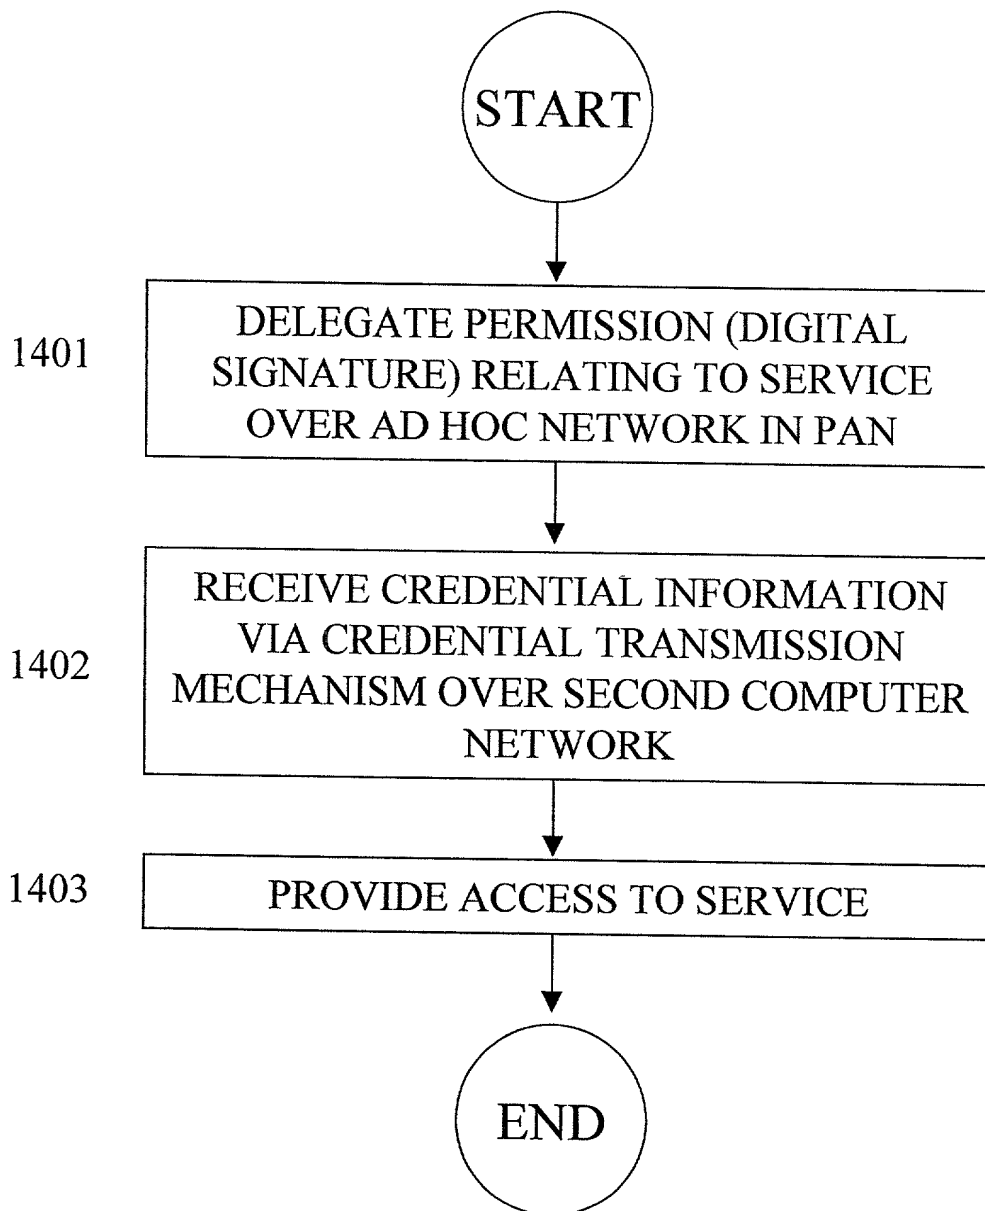 START
1401
DELEGATE PERMISSION (DIGITAL
SIGNATURE) RELATING TO SERVICE
OVER AD HOC NETWORK IN PAN
1402
RECEIVE CREDENTIAL INFORMATION
VIA CREDENTIAL TRANSMISSION
MECHANISM OVER SECOND COMPUTER
NETWORK
1403
PROVIDE ACCESS TO SERVICE
END